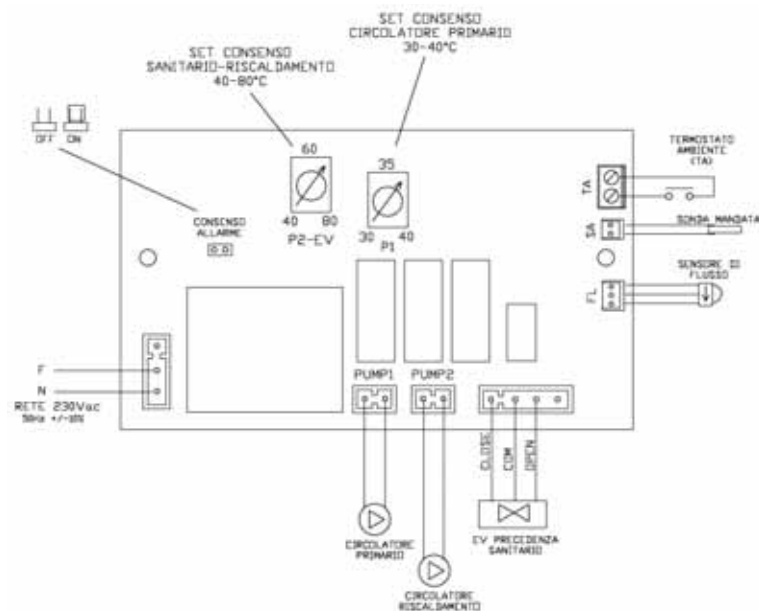 SET CONSENSO
CIRCOLATORE PRIMARIO
30-40°C
SET CONSENSO
SANITARIO-RISCALDAMENTO
40-80°C
OFF ON
60
35
CONSENSO
ALLARME
40 80
P2-EV
30 40
P1
TA
TERMOSTATO
AMBIENTE
(TA)
SA
SONDA MANDATA
FL
SENSORE DI
FLUSSO
F
N
RETE 230Vac
50Hz +/-10%
PUMP1 PUMP2
CLOSE
COM
OPEN
CIRCOLATORE
PRIMARIO
EV PRECEDENZA
SANITARIO
CIRCOLATORE
RISCALDAMENTO